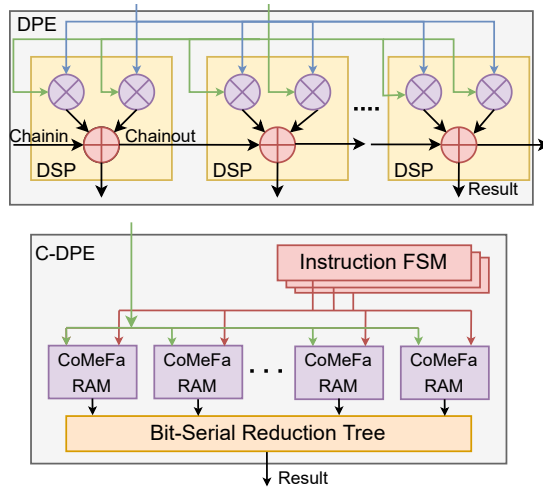 DPE
....
Chainin
Chainout
DSP
DSP
DSP
Result
C-DPE
Instruction FSM
CoMeFa
RAM
CoMeFa
RAM
. . .
CoMeFa
RAM
CoMeFa
RAM
Bit-Serial Reduction Tree
Result